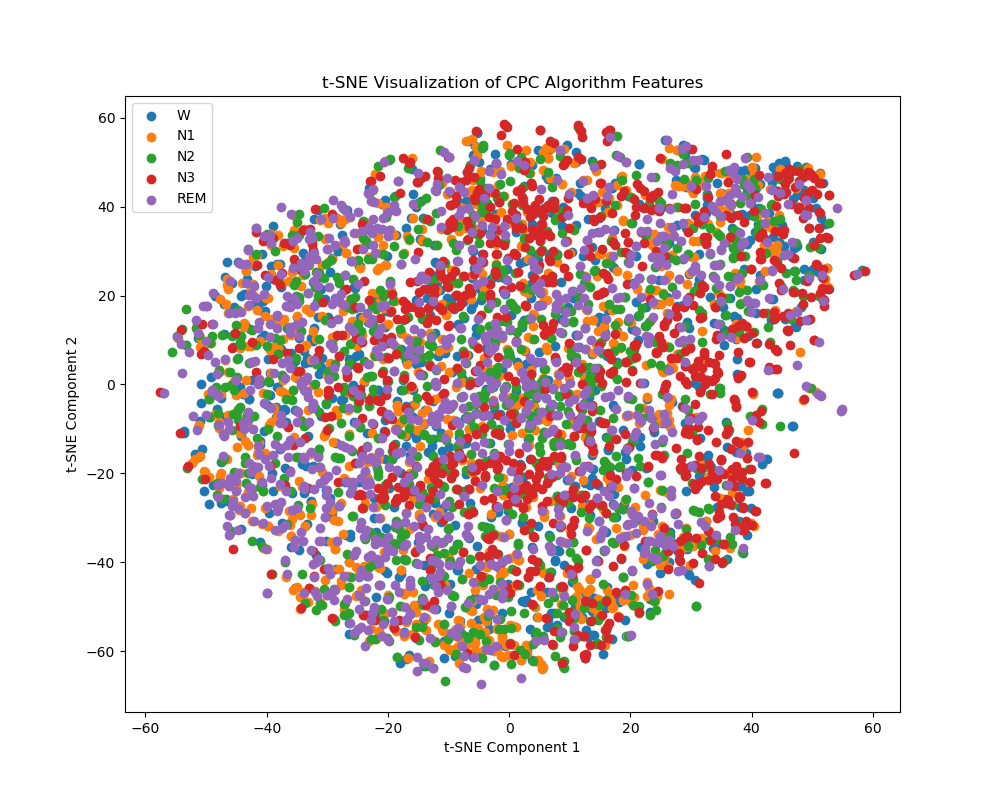 t-SNE Visualization of CPC Algorithm Features
W
N1
N2
N3
REM
60
40
20
0
−20
−40
−60
t-SNE Component 2
−60
−40
−20
0
20
40
60
t-SNE Component 1